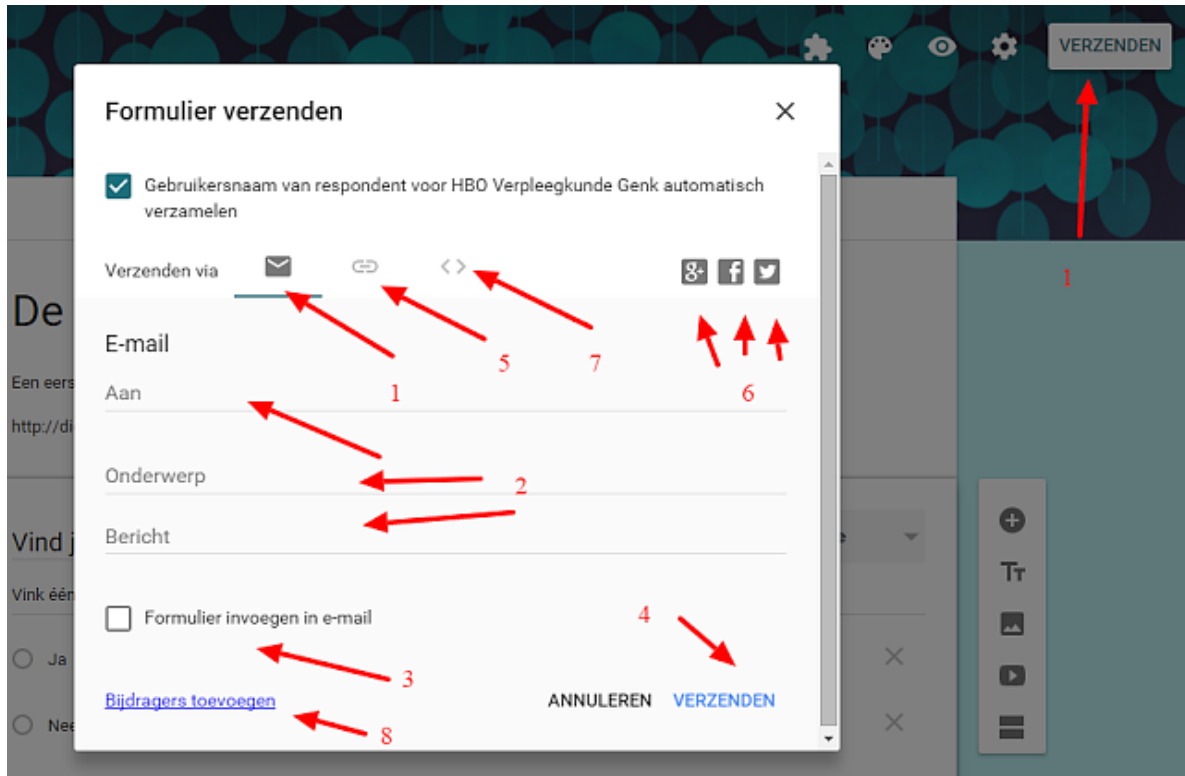 VERZENDEN
Formulier verzenden
Gebruikersnaam van respondent voor HBO Verpleegkunde Genk automatisch
verzamelen
Verzenden via
8+ f
1
De
E-mail
5
7
Een eers
Aan
1
6
http://di
Onderwerp
2
Vind j
Bericht
e
Tт
Vink één
Formulier invoegen in e-mail
4
Ja
3
Bijdragers toevoegen
ANNULEREN VERZENDEN
Nee
8